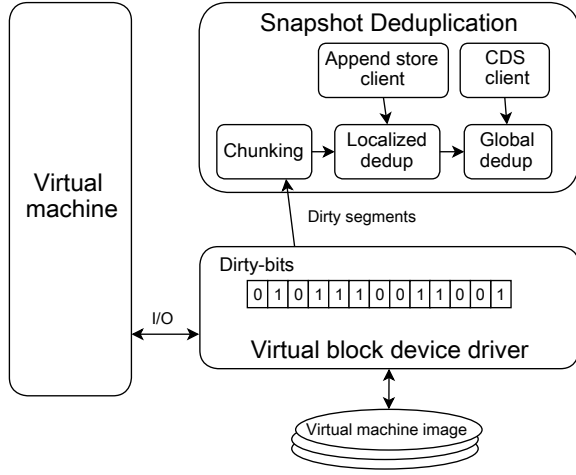 Snapshot Deduplication
Append store
client
CDS
client
Chunking
Localized
dedup
Global
dedup
Virtual
machine
Dirty segments
Dirty-bits
0 1 0 1 1 1 0 0 1 1 0 0 1
I/O
Virtual block device driver
Virtual machine image